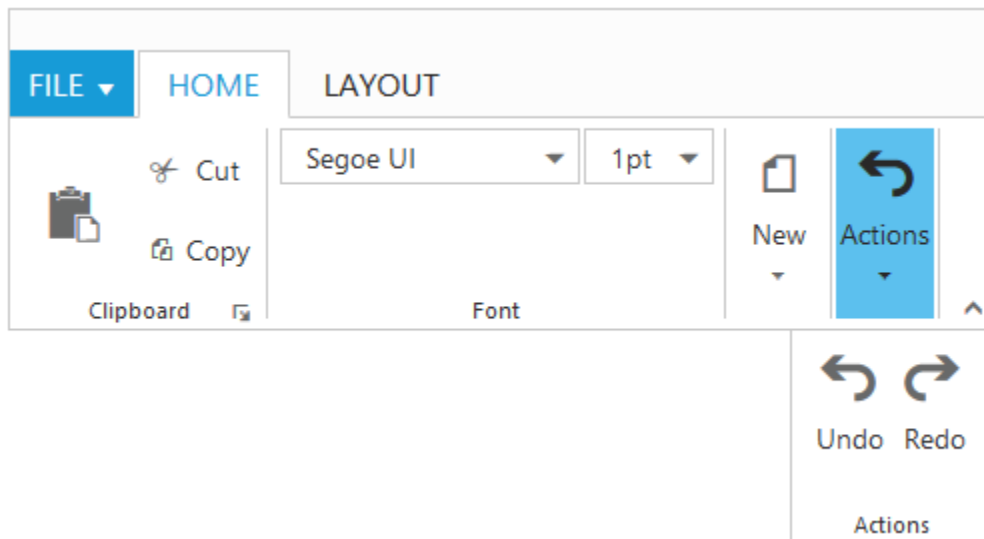 FILE HOME LAYOUT
Cut
Segoe UI 1pt
New Actions
Copy
Clipboard Font
Undo Redo
Actions